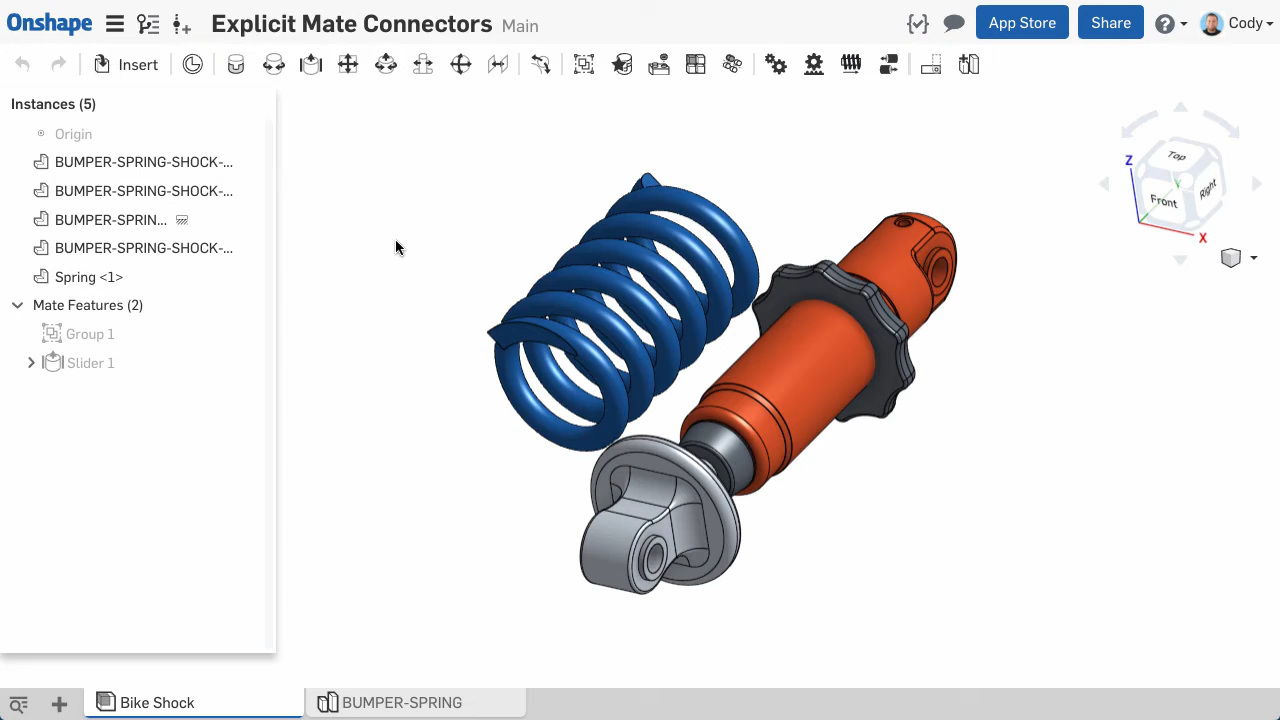 Onshape Explicit Mate Connectors Main App Store Share Cody
Insert
Instances (5)
Origin
BUMPER-SPRING-SHOCK-...
BUMPER-SPRING-SHOCK-...
BUMPER-SPRIN...
BUMPER-SPRING-SHOCK-...
Spring <1>
Mate Features (2)
Group 1
Slider 1
Top
Z
Y
Front
Right
X
Bike Shock
BUMPER-SPRING